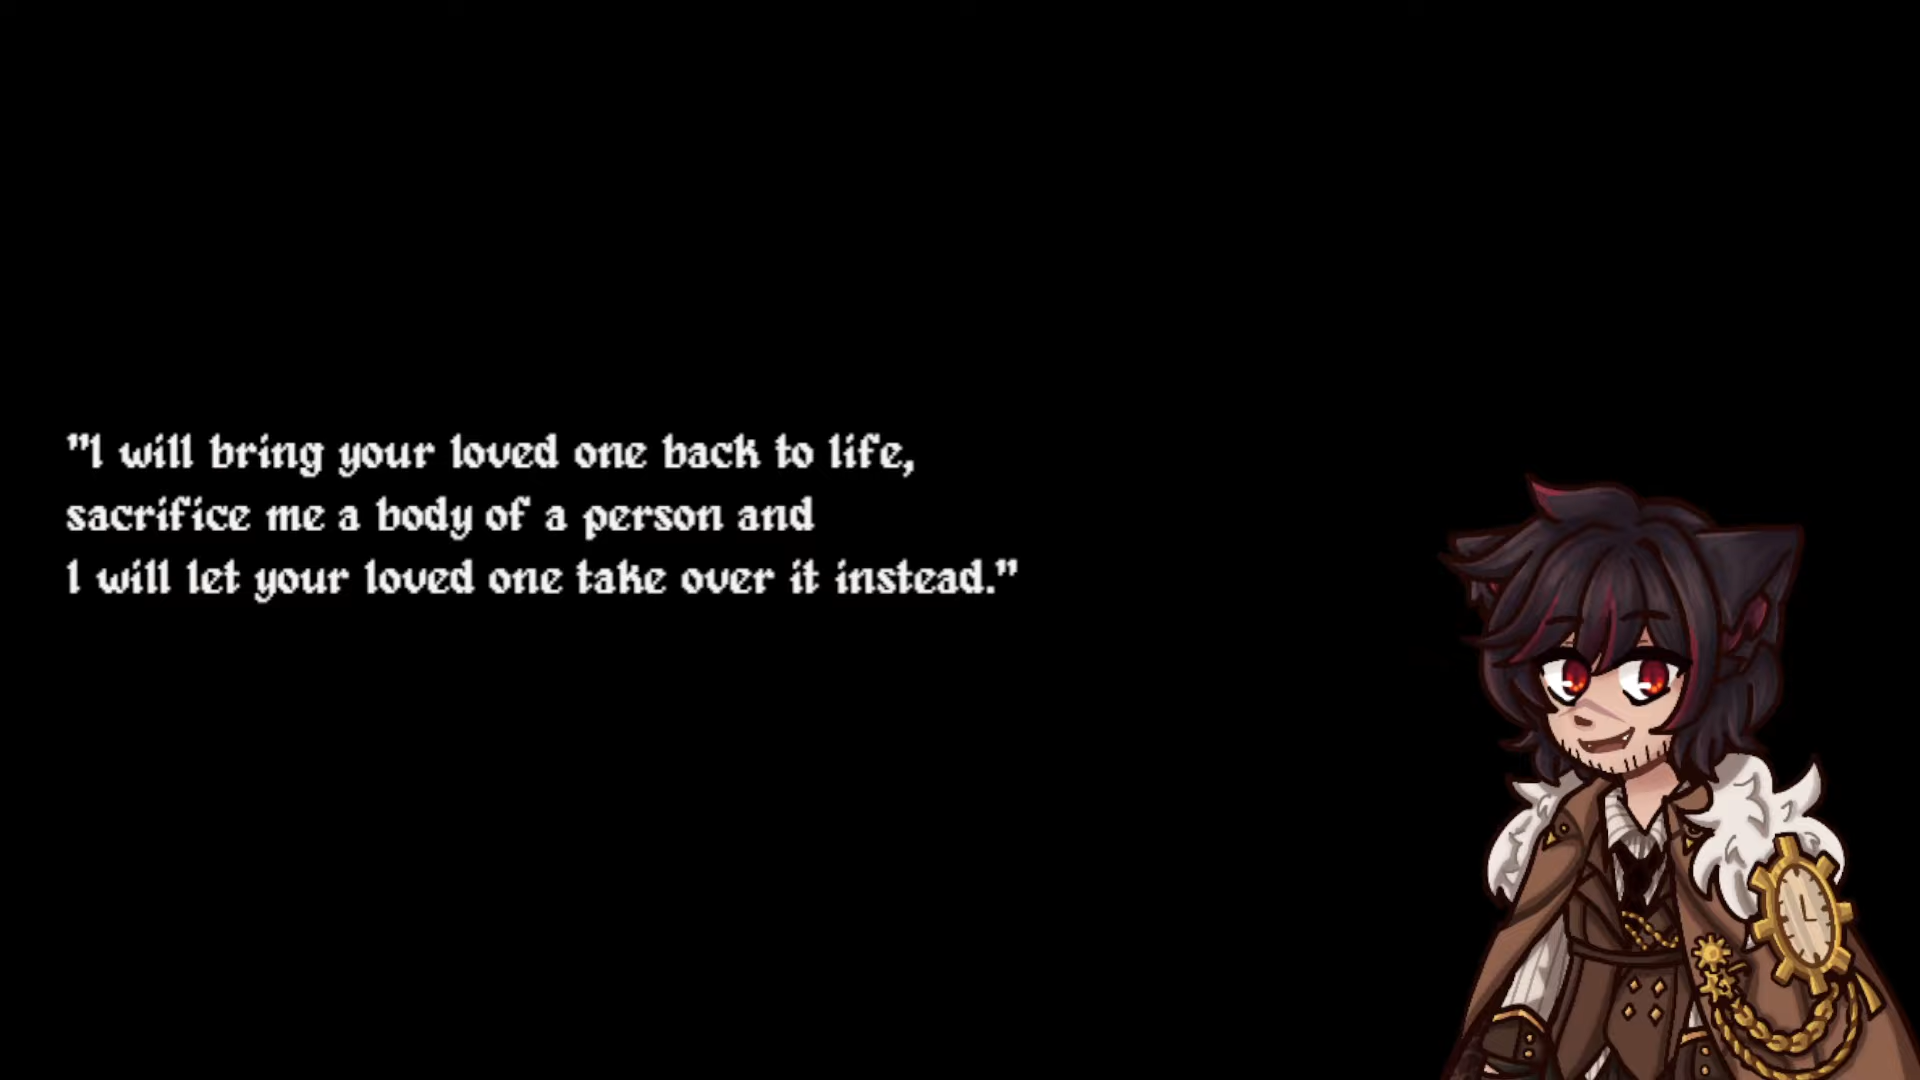 "I will bring your loved one back to life,
sacrifice me a body of a person and
I will let your loved one take over it instead."